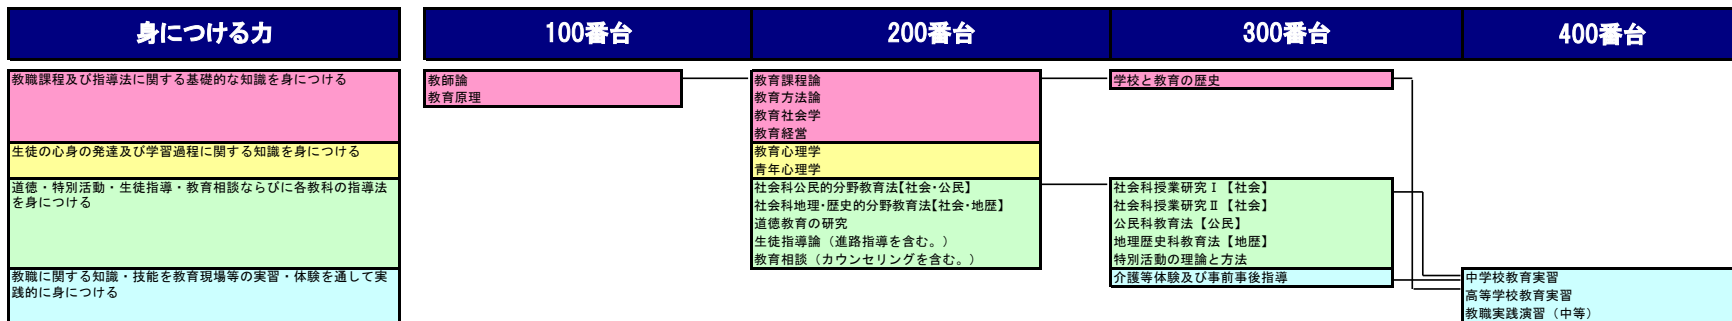 身につける力
100番台
200番台
300番台
400番台
教職課程及び指導法に関する基礎的な知識を身につける
教師論
教育原理
教育課程論
教育方法論
教育社会学
教育経営
学校と教育の歴史
生徒の心身の発達及び学習過程に関する知識を身につける
教育心理学
青年心理学
道徳・特別活動・生徒指導・教育相談ならびに各教科の指導法
を身につける
社会科公民的分野教育法【社会・公民】
社会科地理・歴史的分野教育法【社会・地歴】
道徳教育の研究
生徒指導論（進路指導を含む。）
教育相談（カウンセリングを含む。）
社会科授業研究Ⅰ【社会】
社会科授業研究Ⅱ【社会】
公民科教育法【公民】
地理歴史科教育法【地歴】
特別活動の理論と方法
教職に関する知識・技能を教育現場等の実習・体験を通して実
践的に身につける
介護等体験及び事前事後指導
中学校教育実習
高等学校教育実習
教職実践演習（中等）